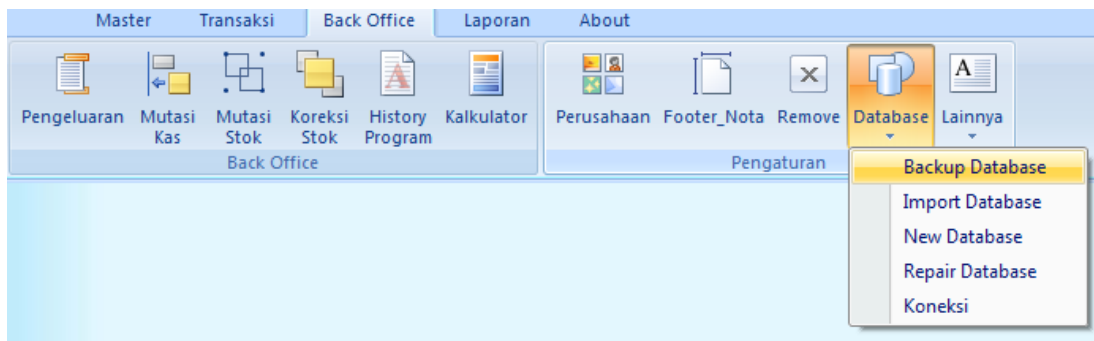 Master Transaksi Back Office Laporan About
Pengeluaran Mutasi Kas Mutasi Stok Koreksi Stok History Program Kalkulator Perusahaan Footer_Nota Remove Database Lainnya
Back Office Pengaturan
Backup Database
Import Database
New Database
Repair Database
Koneksi